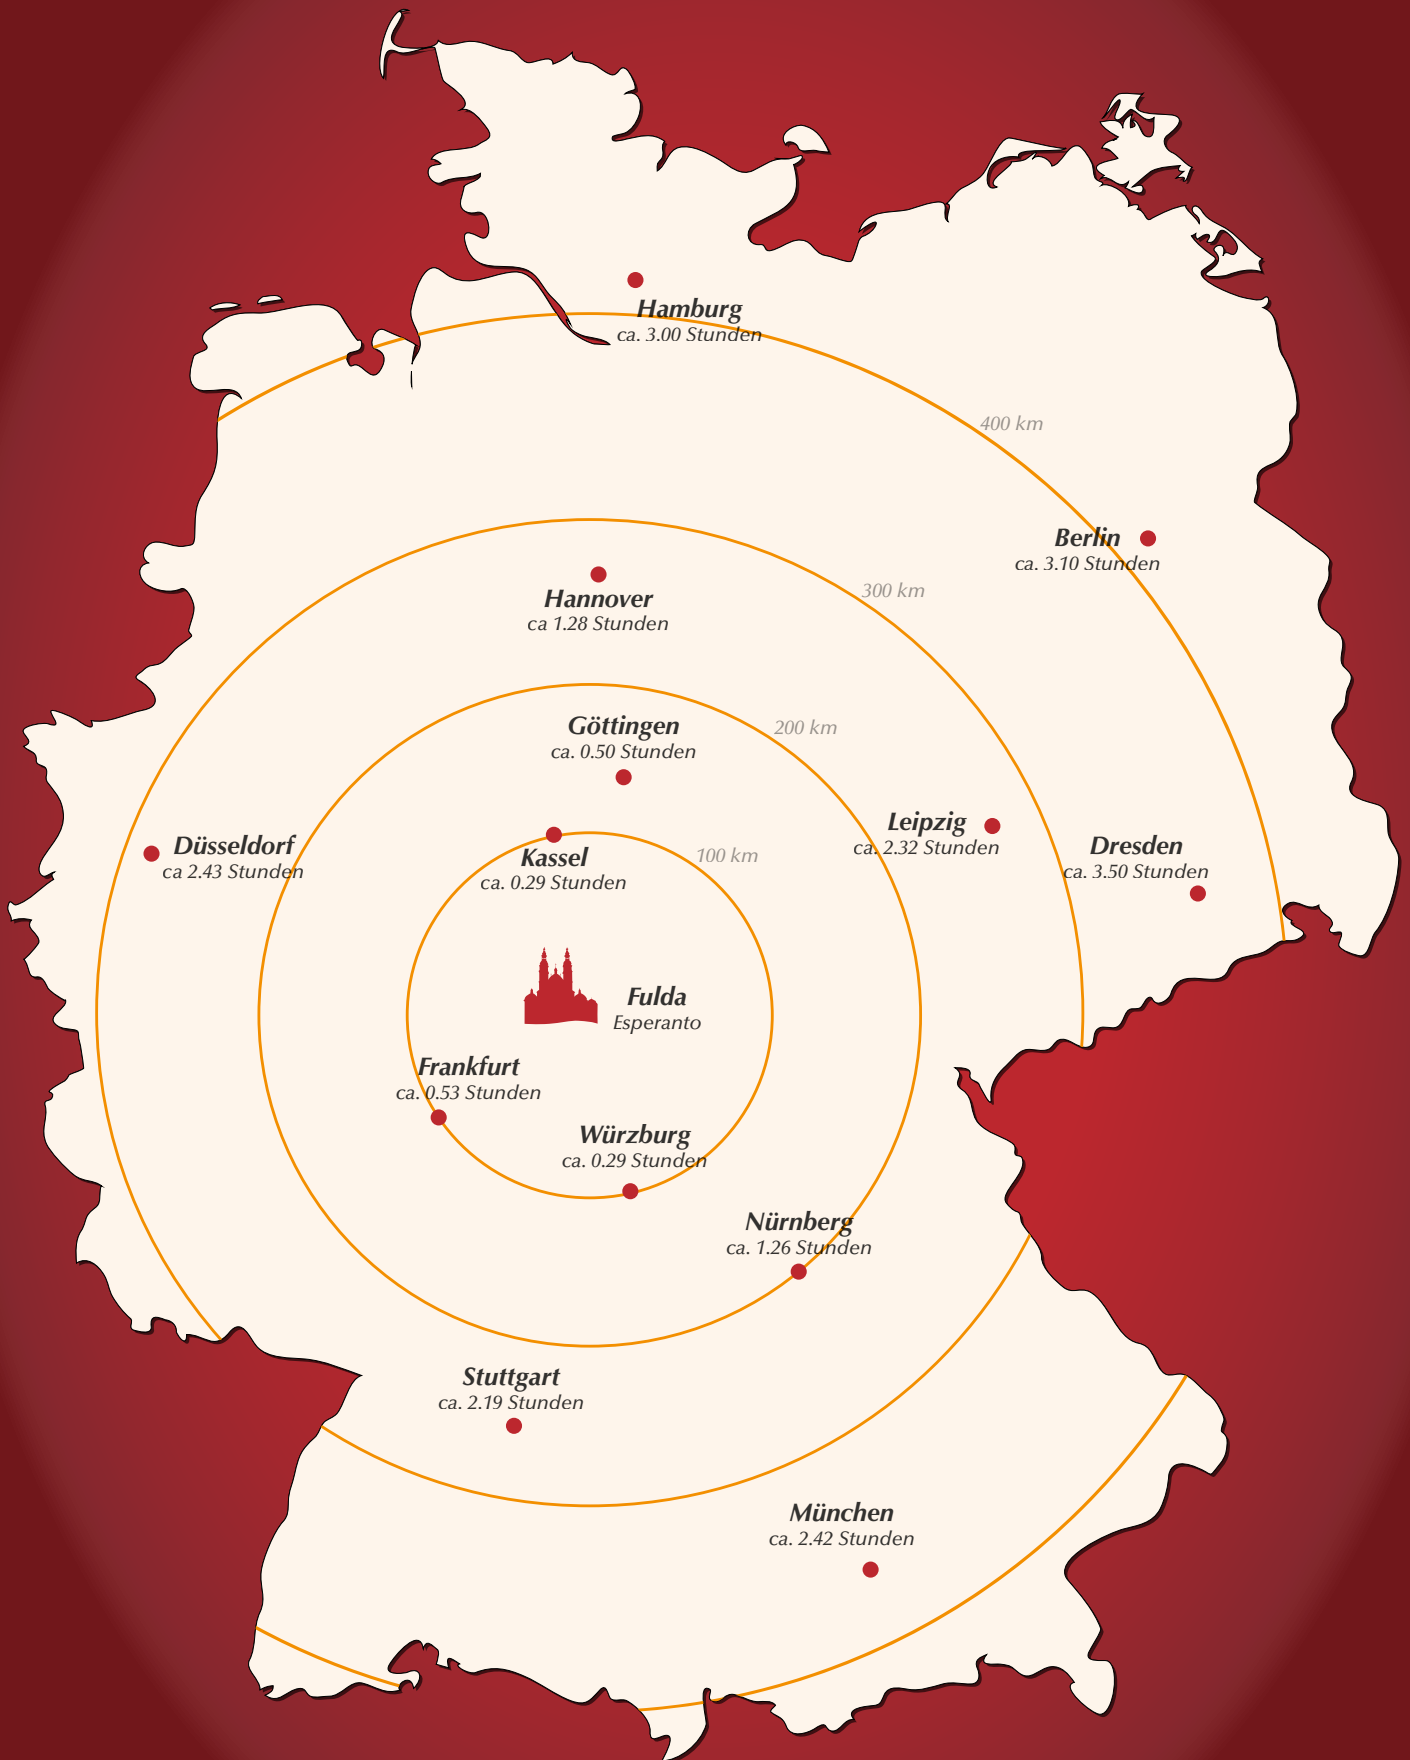 Hamburg
ca. 3.00 Stunden
400 km
Berlin
ca. 3.10 Stunden
300 km
Hannover
ca 1.28 Stunden
Göttingen
ca. 0.50 Stunden
200 km
Leipzig
ca. 2.32 Stunden
Dresden
ca. 3.50 Stunden
Düsseldorf
ca 2.43 Stunden
Kassel
ca. 0.29 Stunden
100 km
Fulda
Esperanto
Frankfurt
ca. 0.53 Stunden
Würzburg
ca. 0.29 Stunden
Nürnberg
ca. 1.26 Stunden
Stuttgart
ca. 2.19 Stunden
München
ca. 2.42 Stunden